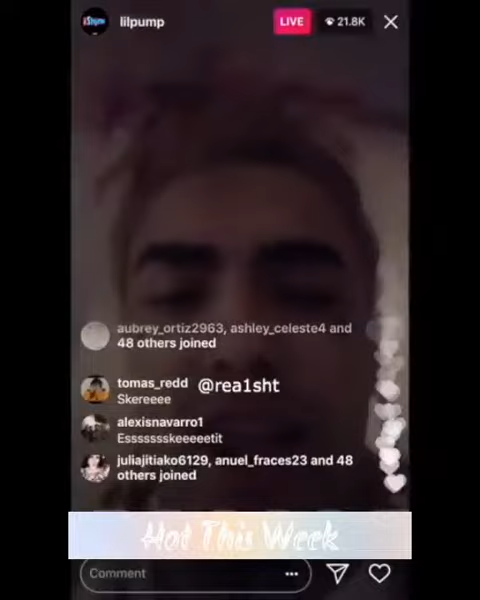 lilpump LIVE 21.8K
aubrey_ortiz2963, ashley_celeste4 and
48 others joined
tomas_redd @rea1sht
Skereeee
alexisnavarro1
Esssssskeeeeetit
juliajitiako6129, anuel_fraces23 and 48
others joined
Hot This Week
Comment